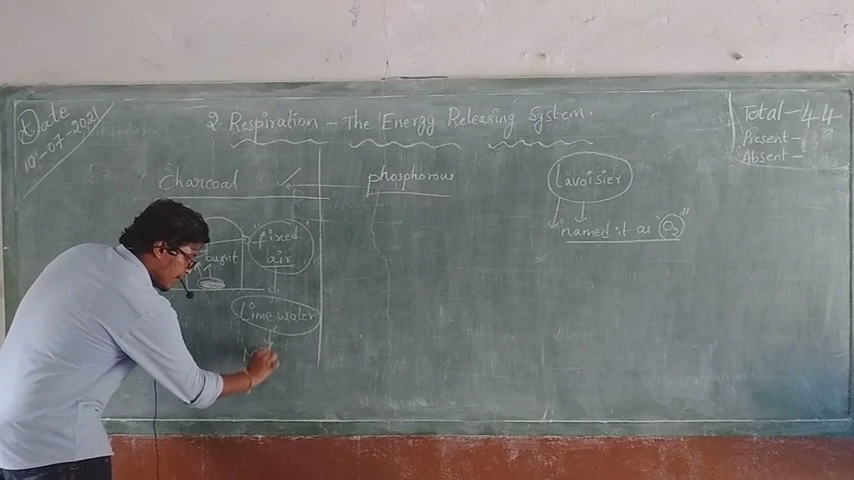 Date
10-07-2021
2. Respiration - The Energy Releasing System.
Total - 44
Present -
Absent -
Charcoal
burnt
"fixed
air"
Lime water
phosphorous
Lavoisier
"named it as "O₂"